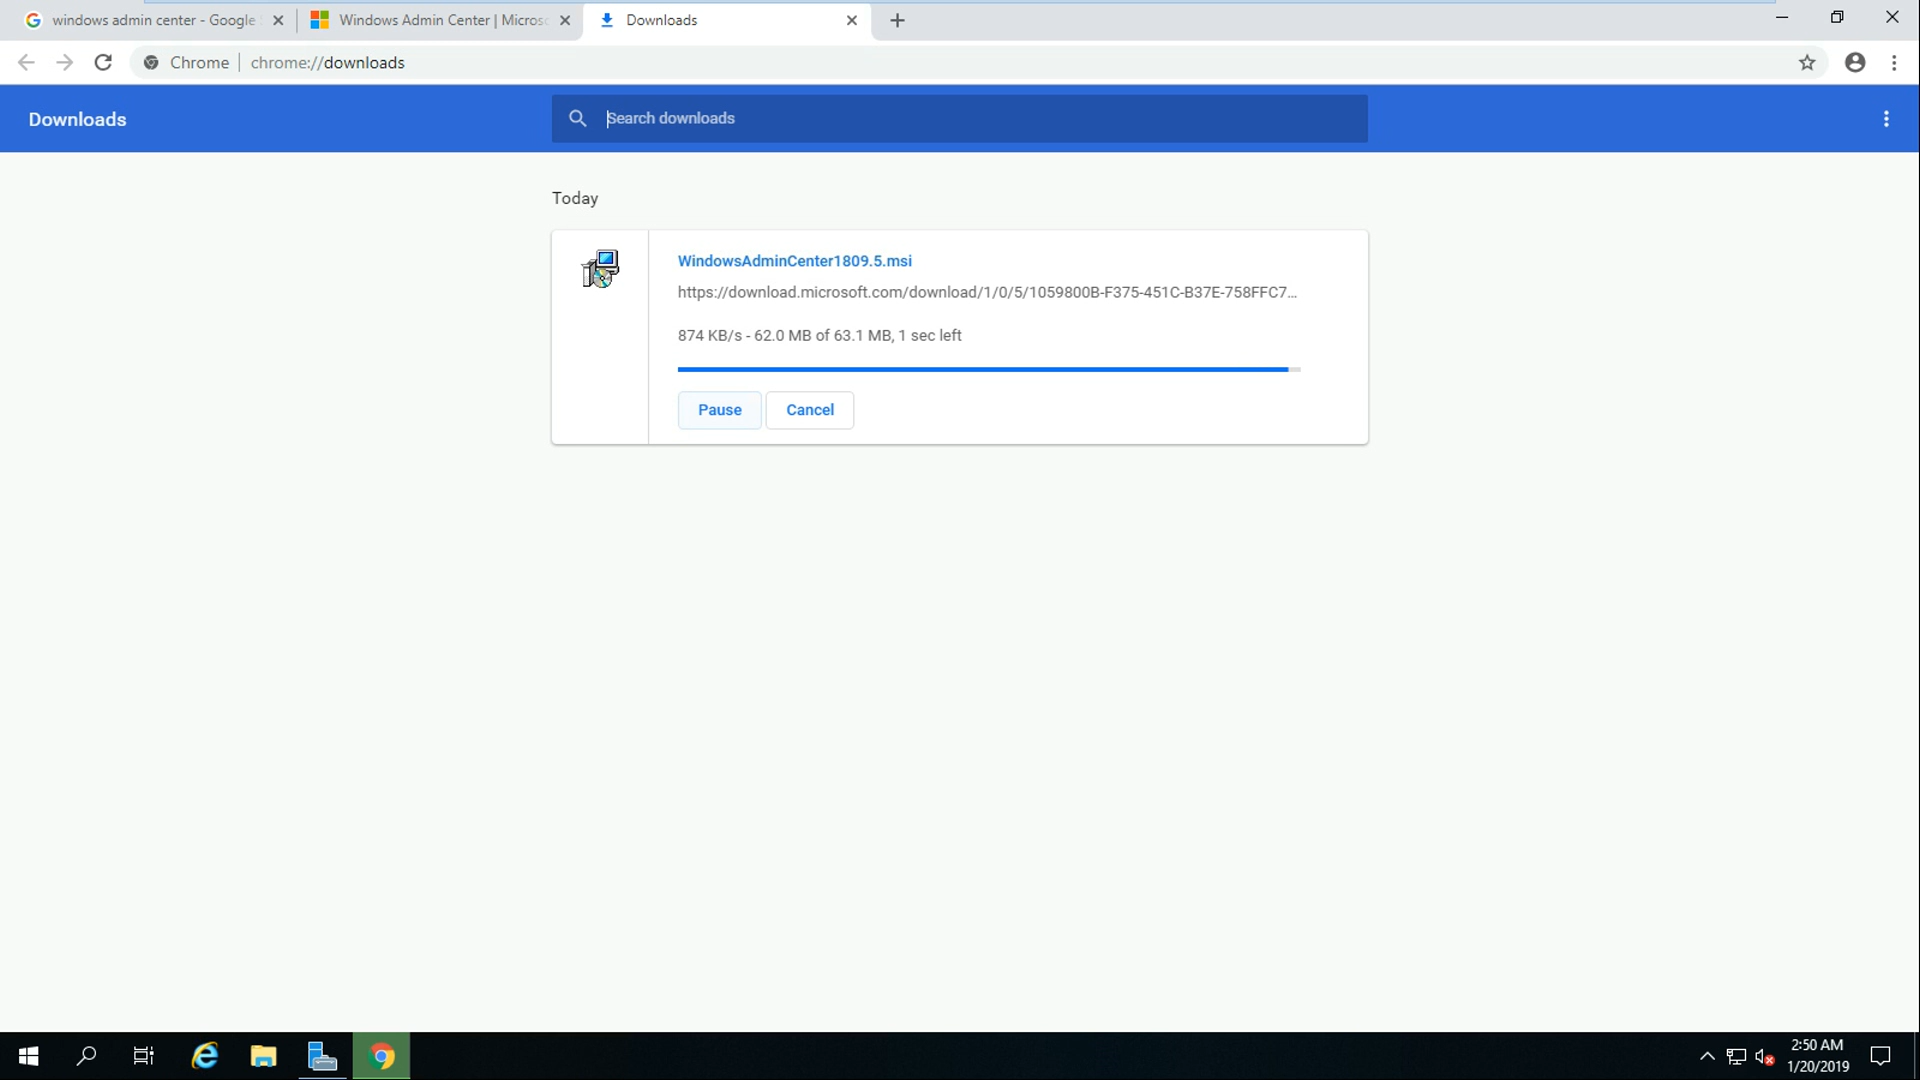 windows admin center - Google
Windows Admin Center | Micros
Downloads
Chrome
chrome://downloads
Downloads
Search downloads
Today
WindowsAdminCenter1809.5.msi
https://download.microsoft.com/download/1/0/5/1059800B-F375-451C-B37E-758FFC7...
874 KB/s - 62.0 MB of 63.1 MB, 1 sec left
Pause
Cancel
2:50 AM
1/20/2019